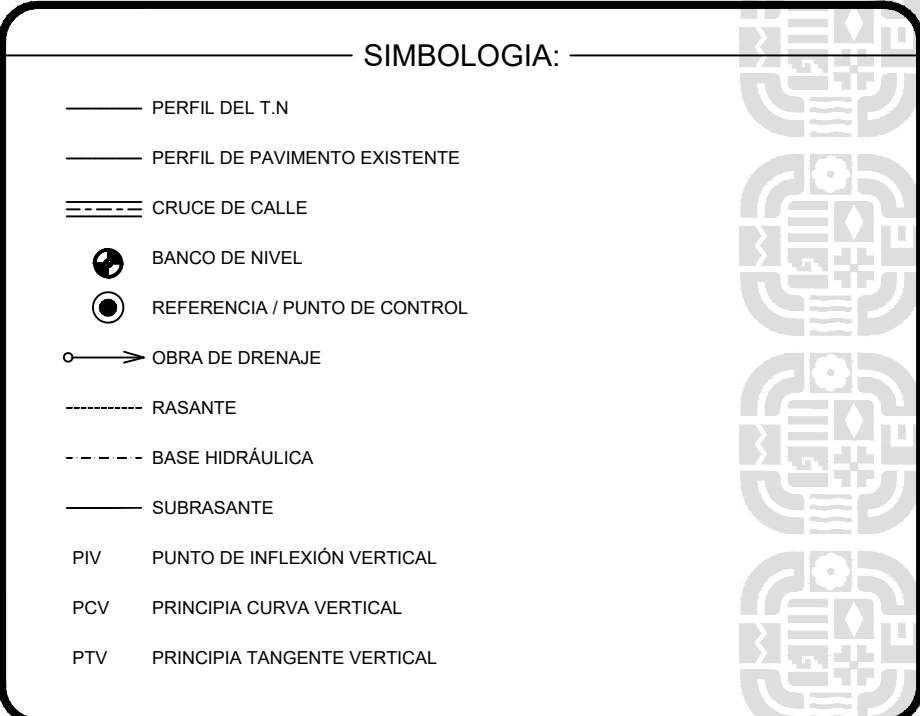 SIMBOLOGIA:
PERFIL DEL T.N
PERFIL DE PAVIMENTO EXISTENTE
CRUCE DE CALLE
BANCO DE NIVEL
REFERENCIA / PUNTO DE CONTROL
OBRA DE DRENAJE
RASANTE
BASE HIDRÁULICA
SUBRASANTE
PIV PUNTO DE INFLEXIÓN VERTICAL
PCV PRINCIPIA CURVA VERTICAL
PTV PRINCIPIA TANGENTE VERTICAL